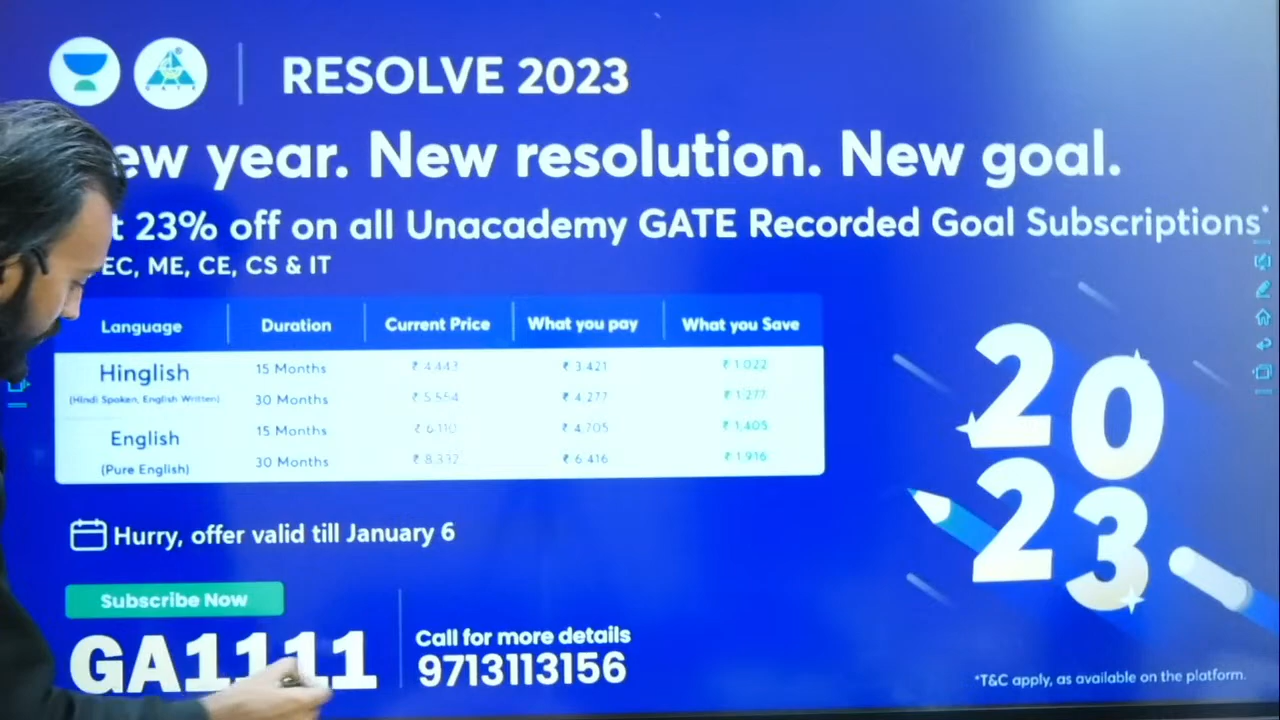 GATE
RESOLVE 2023
ew year. New resolution. New goal.
t 23% off on all Unacademy GATE Recorded Goal Subscriptions*
EC, ME, CE, CS & IT
Language Duration Current Price What you pay What you Save
Hinglish 15 Months ₹ 4,443 ₹ 3,421 ₹ 1,022
(Hindi Spoken, English Written) 30 Months ₹ 5,554 ₹ 4,277 ₹ 1,277
English 15 Months ₹ 6,110 ₹ 4,705 ₹ 1,405
(Pure English) 30 Months ₹ 8,332 ₹ 6,416 ₹ 1,916
Hurry, offer valid till January 6
Subscribe Now
GA1111
Call for more details
9713113156
20
23
*T&C apply, as available on the platform.